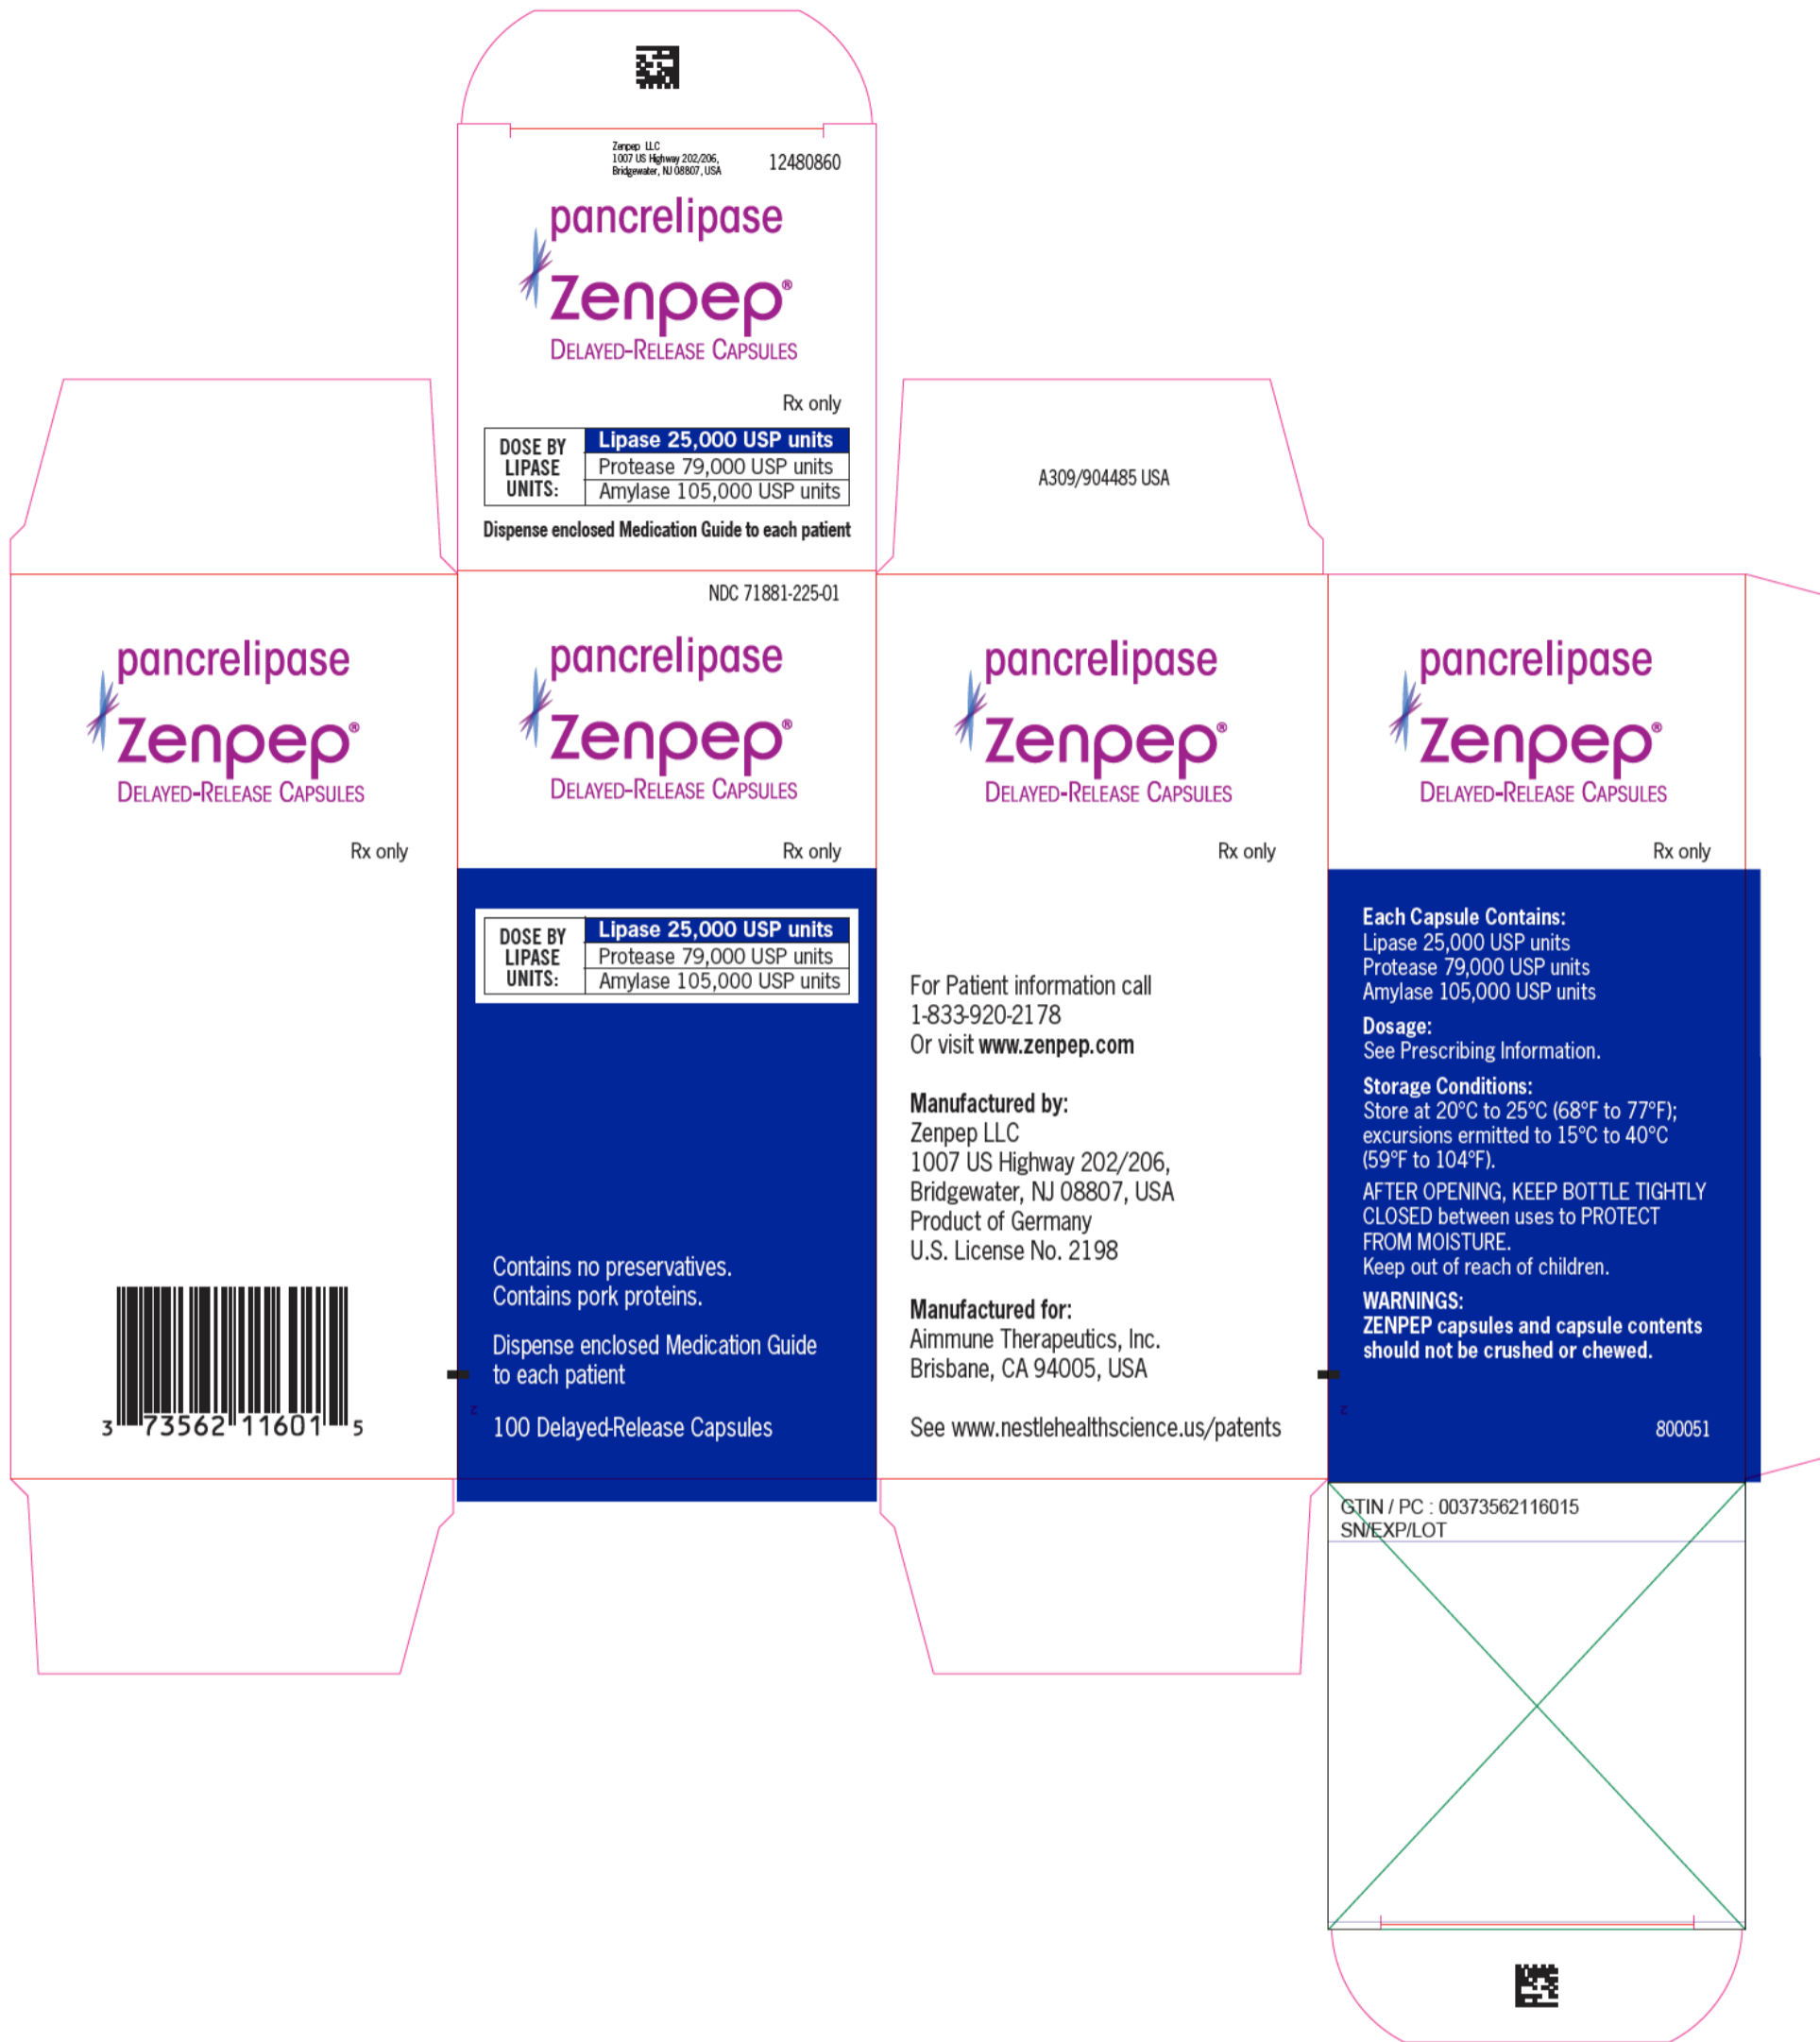 Zenpep LLC
1007 US Highway 202/206,
Bridgewater, NJ 08807, USA
12480860
pancrelipase
Zenpep®
DELAYED-RELEASE CAPSULES
Rx only
DOSE BY
LIPASE
UNITS:
Lipase 25,000 USP units
Protease 79,000 USP units
Amylase 105,000 USP units
Dispense enclosed Medication Guide to each patient
A309/904485 USA
pancrelipase
Zenpep®
DELAYED-RELEASE CAPSULES
Rx only
3 73562 11601 5
NDC 71881-225-01
pancrelipase
Zenpep®
DELAYED-RELEASE CAPSULES
Rx only
DOSE BY
LIPASE
UNITS:
Lipase 25,000 USP units
Protease 79,000 USP units
Amylase 105,000 USP units
Contains no preservatives.
Contains pork proteins.
Dispense enclosed Medication Guide
to each patient
100 Delayed-Release Capsules
pancrelipase
Zenpep®
DELAYED-RELEASE CAPSULES
Rx only
For Patient information call
1-833-920-2178
Or visit www.zenpep.com
Manufactured by:
Zenpep LLC
1007 US Highway 202/206,
Bridgewater, NJ 08807, USA
Product of Germany
U.S. License No. 2198
Manufactured for:
Aimmune Therapeutics, Inc.
Brisbane, CA 94005, USA
See www.nestlehealthscience.us/patents
pancrelipase
Zenpep®
DELAYED-RELEASE CAPSULES
Rx only
Each Capsule Contains:
Lipase 25,000 USP units
Protease 79,000 USP units
Amylase 105,000 USP units
Dosage:
See Prescribing Information.
Storage Conditions:
Store at 20°C to 25°C (68°F to 77°F);
excursions ermitted to 15°C to 40°C
(59°F to 104°F).
AFTER OPENING, KEEP BOTTLE TIGHTLY
CLOSED between uses to PROTECT
FROM MOISTURE.
Keep out of reach of children.
WARNINGS:
ZENPEP capsules and capsule contents
should not be crushed or chewed.
800051
GTIN / PC : 00373562116015
SN/EXP/LOT